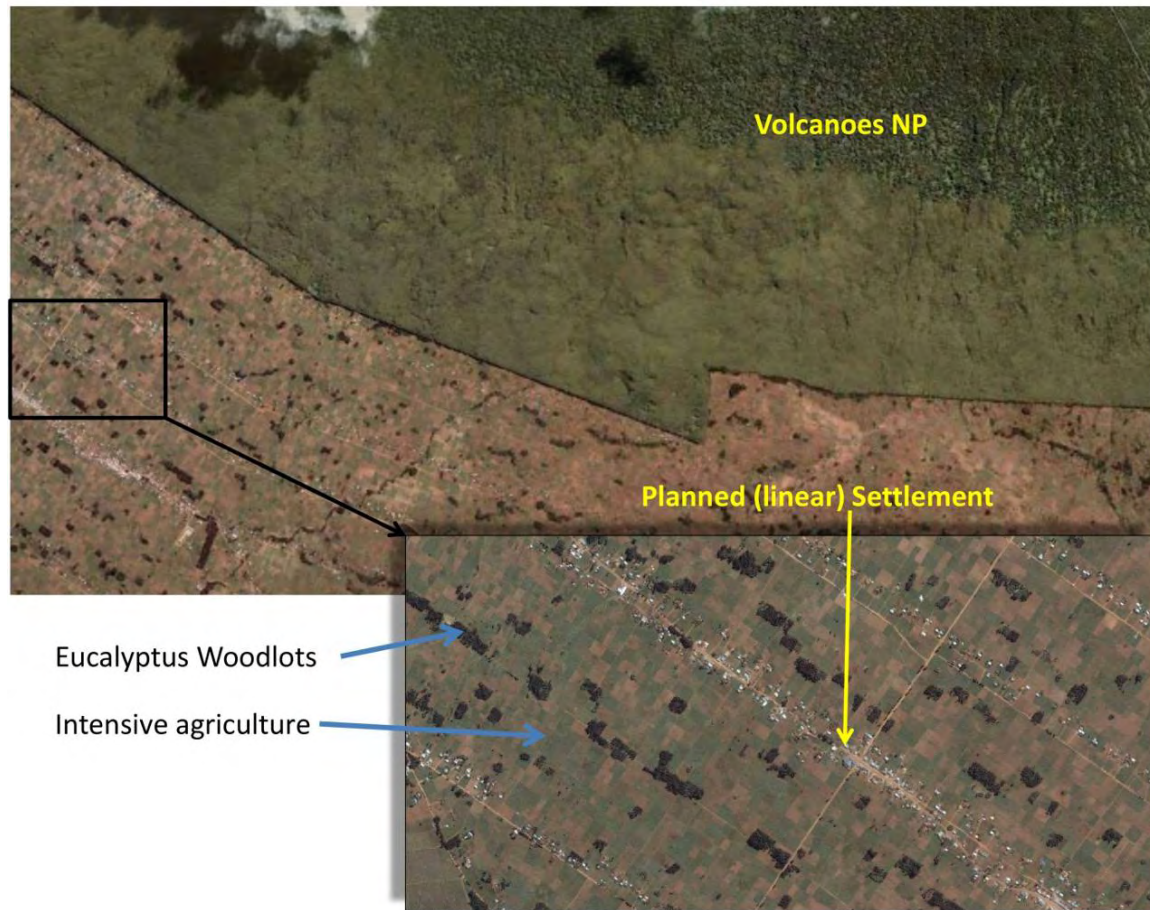 Volcanoes NP
Planned (linear) Settlement
Eucalyptus Woodlots
Intensive agriculture